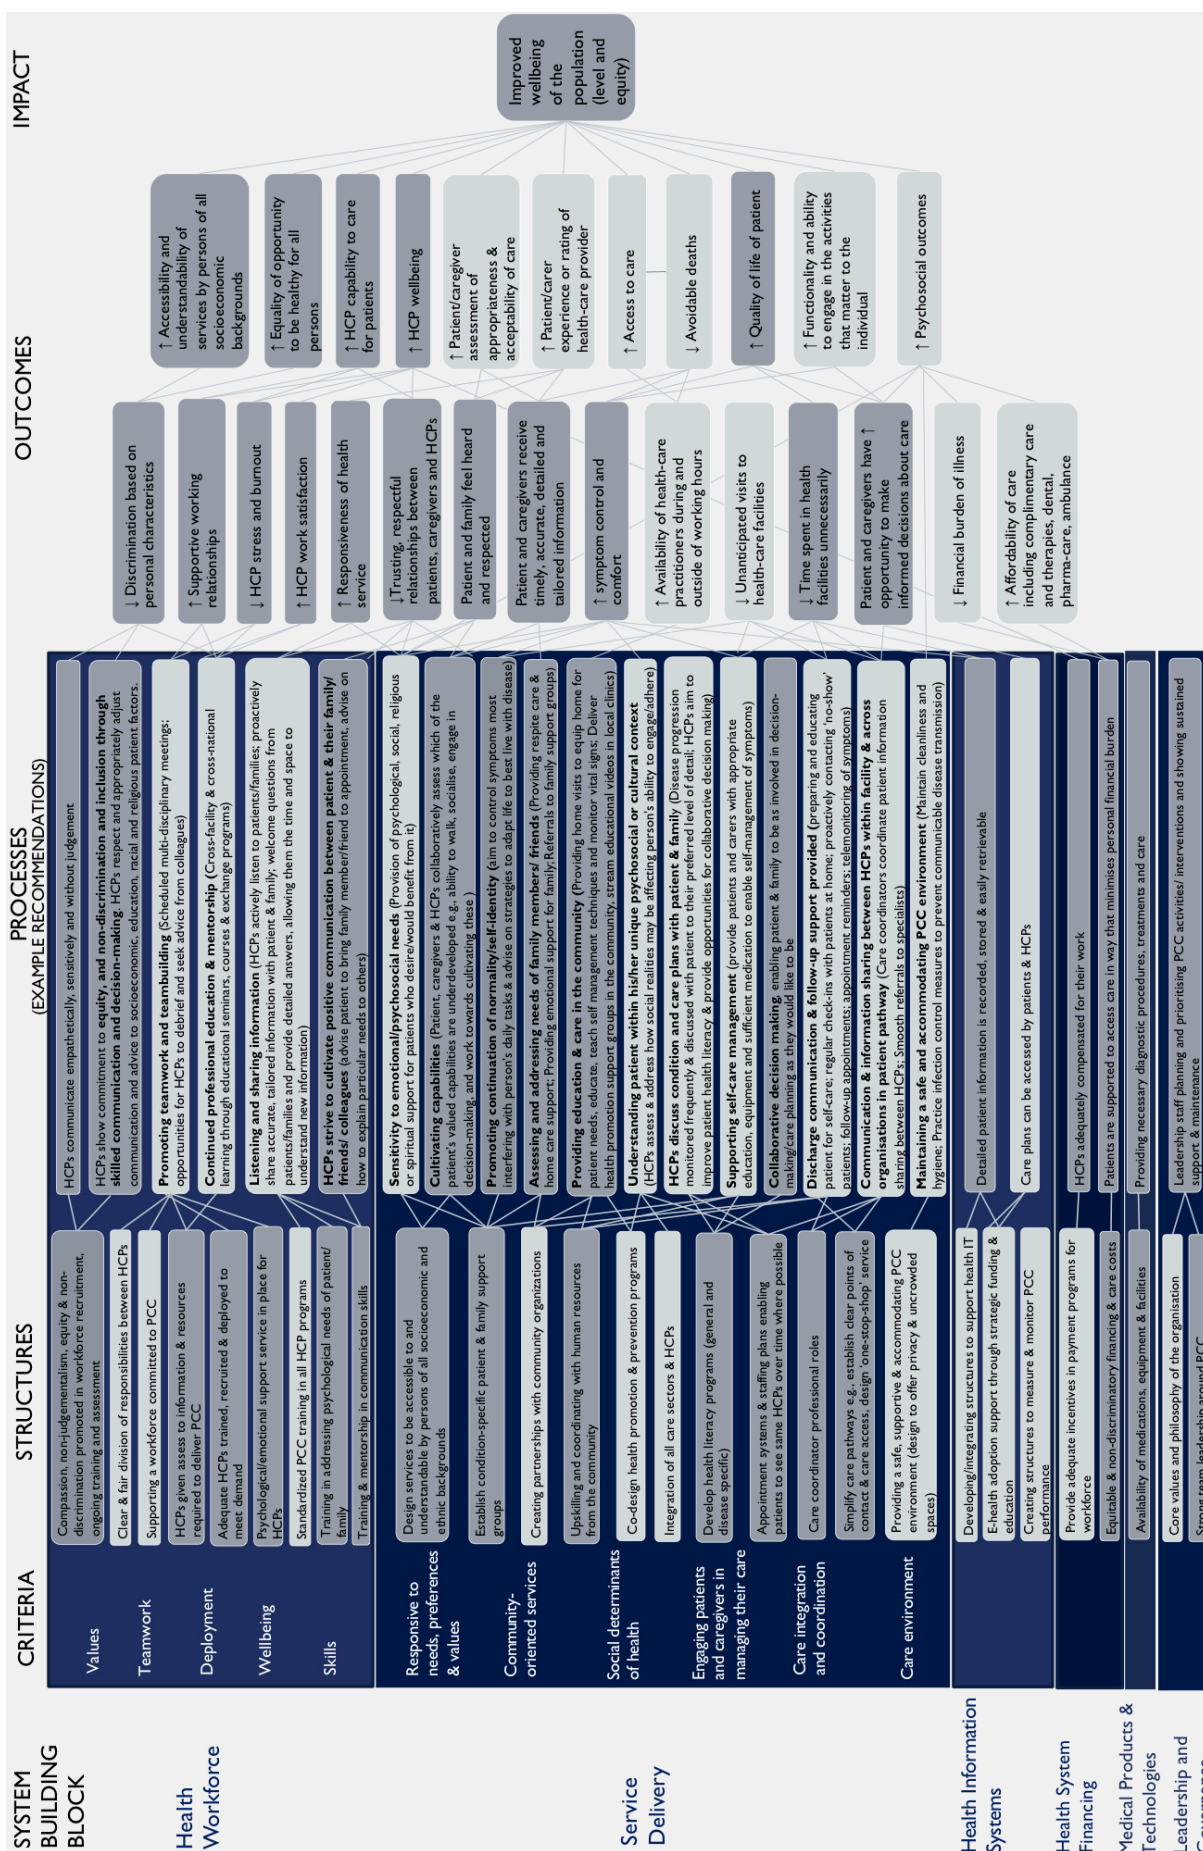 SYSTEM
BUILDING
BLOCK
CRITERIA
STRUCTURES
PROCESSES
(EXAMPLE RECOMMENDATIONS)
OUTCOMES
IMPACT
Health
Workforce
Values
Teamwork
Deployment
Wellbeing
Skills
Compassion, non-judgementalism, equity & non-
discrimination promoted in workforce recruitment,
ongoing training and assessment
Clear & fair division of responsibilities between HCPs
Supporting a workforce committed to PCC
HCPs given assess to information & resources
required to deliver PCC
Adequate HCPs trained, recruited & deployed to
meet demand
Psychological/emotional support service in place for
HCPs
Standardized PCC training in all HCP programs
Training in addressing psychological needs of patient/
family
Training & mentorship in communication skills
HCPs communicate empathetically, sensitively and without judgement
HCPs show commitment to equity, and non-discrimination and inclusion through
skilled communication and decision-making. HCPs respect and appropriately adjust
communication and advice to socioeconomic, education, racial and religious patient factors.
Promoting teamwork and teambuilding (Scheduled multi-disciplinary meetings;
opportunities for HCPs to debrief and seek advice from colleagues)
Continued professional education & mentorship (Cross-facility & cross-national
learning through educational seminars, courses & exchange programs)
Listening and sharing information (HCPs actively listen to patients/families; proactively
share accurate, tailored information with patient & family; welcome questions from
patients/families and provide detailed answers, allowing them the time and space to
understand new information)
HCPs strive to cultivate positive communication between patient & their family/
friends/ colleagues (advise patient to bring family member/friend to appointment, advise on
how to explain particular needs to others)
Service
Delivery
Responsive to
needs, preferences
& values
Community-
oriented services
Social determinants
of health
Engaging patients
and caregivers in
managing their care
Care integration
and coordination
Care environment
Design services to be accessible to and
understandable by persons of all socioeconomic and
ethnic backgrounds
Establish condition-specific patient & family support
groups
Creating partnerships with community organizations
Upskilling and coordinating with human resources
from the community
Co-design health promotion & prevention programs
Integration of all care sectors & HCPs
Develop health literacy programs (general and
disease specific)
Appointment systems & staffing plans enabling
patients to see same HCPs over time where possible
Care coordinator professional roles
Simplify care pathways e.g., establish clear points of
contact & care access, design 'one-stop-shop' service
Providing a safe, supportive & accommodating PCC
environment (design to offer privacy & uncrowded
spaces)
Sensitivity to emotional/psychosocial needs (Provision of psychological, social, religious
or spiritual support for patients who desire/would benefit from it)
Cultivating capabilities (Patient, caregivers & HCPs collaboratively assess which of the
patient's valued capabilities are underdeveloped e.g., ability to walk, socialise, engage in
decision-making, and work towards cultivating these )
Promoting continuation of normality/self-identity (aim to control symptoms most
interfering with person's daily tasks & advise on strategies to adapt life to best live with disease)
Assessing and addressing needs of family members/ friends (Providing respite care &
home care support; Providing emotional support for family; Referrals to family support groups)
Providing education & care in the community (Providing home visits to equip home for
patient needs, educate, teach self management techniques and monitor vital signs; Deliver
health promotion support groups in the community, stream educational videos in local clinics)
Understanding patient within his/her unique psychosocial or cultural context
(HCPs assess & address how social realities may be affecting person's ability to engage/adhere)
HCPs discuss condition and care plans with patient & family (Disease progression
monitored frequently & discussed with patient to their preferred level of detail; HCPs aim to
improve patient health literacy & provide opportunities for collaborative decision making)
Supporting self-care management (provide patients and carers with appropriate
education, equipment and sufficient medication to enable self-management of symptoms)
Collaborative decision making, enabling patient & family to be as involved in decision-
making/care planning as they would like to be
Discharge communication & follow-up support provided (preparing and educating
patient for self-care; regular check-ins with patients at home; proactively contacting 'no-show'
patients; follow-up appointments; appointment reminders; telemonitoring of symptoms)
Communication & information sharing between HCPs within facility & across
organisations in patient pathway (Care coordinators coordinate patient information
sharing between HCPs; Smooth referrals to specialists)
Maintaining a safe and accommodating PCC environment (Maintain cleanliness and
hygiene; Practice infection control measures to prevent communicable disease transmission)
Health Information
Systems
Developing/integrating structures to support health IT
E-health adoption support through strategic funding &
education
Creating structures to measure & monitor PCC
performance
Detailed patient information is recorded, stored & easily retrievable
Care plans can be accessed by patients & HCPs
Health System
Financing
Provide adequate incentives in payment programs for
workforce
Equitable & non-discriminatory financing & care costs
HCPs adequately compensated for their work
Patients are supported to access care in way that minimises personal financial burden
Medical Products &
Technologies
Availability of medications, equipment & facilities
Providing necessary diagnostic procedures, treatments and care
Leadership and
Core values and philosophy of the organisation
Strong team leadership around PCC
Leadership staff planning and prioritising PCC activities/ interventions and showing sustained
support & maintenance
↓ Discrimination based on
personal characteristics
↑ Supportive working
relationships
↓ HCP stress and burnout
↑ HCP work satisfaction
↑ Responsiveness of health
service
↓Trusting, respectful
relationships between
patients, caregivers and HCPs
Patient and family feel heard
and respected
Patient and caregivers receive
timely, accurate, detailed and
tailored information
↑ symptom control and
comfort
↑ Availability of health-care
practitioners during and
outside of working hours
↓ Unanticipated visits to
health-care facilities
↓ Time spent in health
facilities unnecessarily
Patient and caregivers have ↑
opportunity to make
informed decisions about care
↓ Financial burden of illness
↑ Affordability of care
including complimentary care
and therapies, dental,
pharma-care, ambulance
↑ Accessibility and
understandability of
services by persons of all
socioeconomic
backgrounds
↑ Equality of opportunity
to be healthy for all
persons
↑ HCP capability to care
for patients
↑ HCP wellbeing
↑ Patient/caregiver
assessment of
appropriateness &
acceptability of care
↑ Patient/carer
experience or rating of
health-care provider
↑ Access to care
↓ Avoidable deaths
↑ Quality of life of patient
↑ Functionality and ability
to engage in the activities
that matter to the
individual
↑ Psychosocial outcomes
Improved
wellbeing
of the
population
(level and
equity)